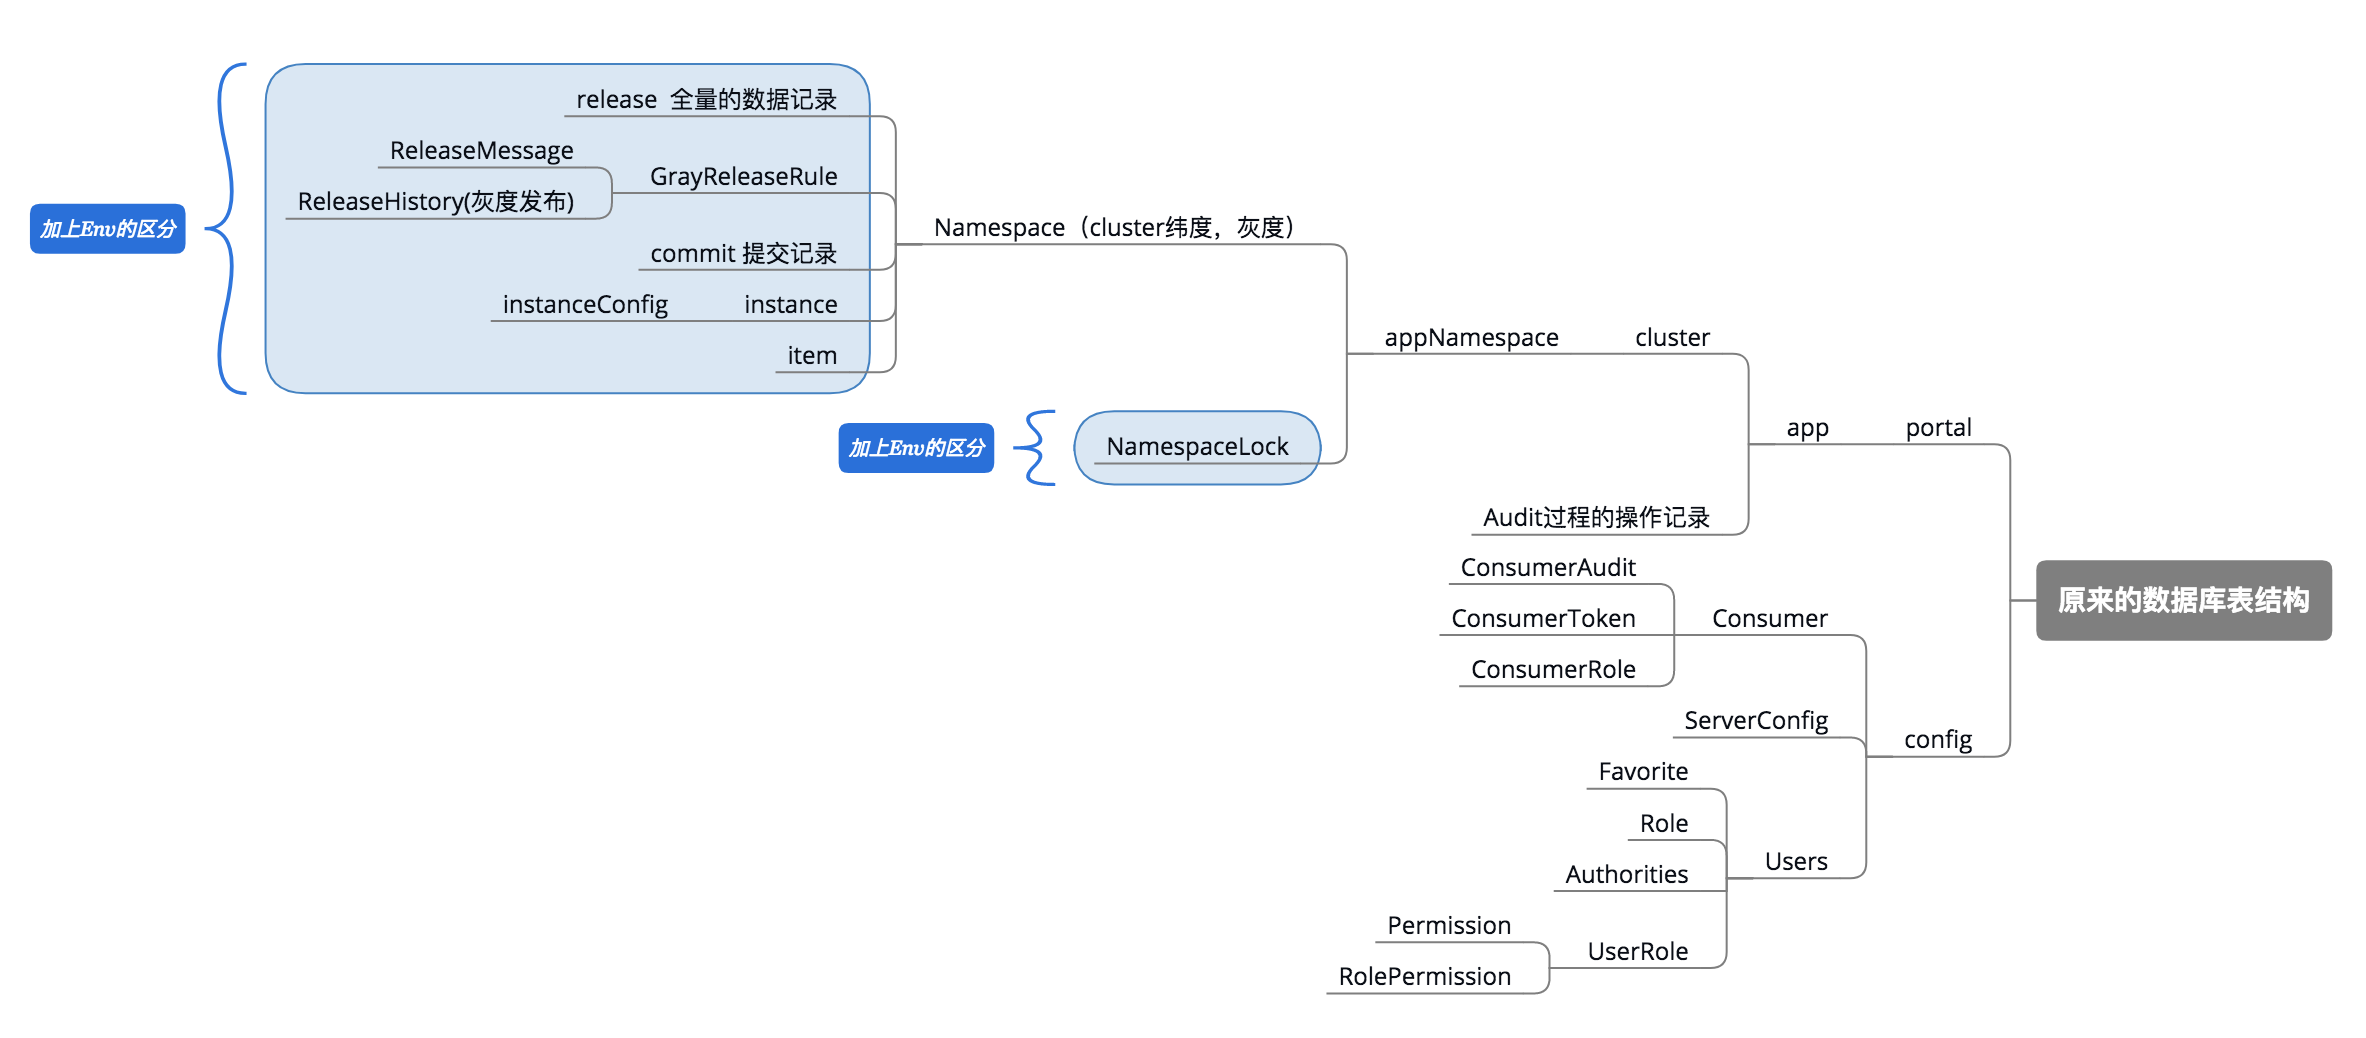 release  全量的数据记录
ReleaseMessage
GrayReleaseRule
ReleaseHistory(灰度发布)
加上Env的区分
Namespace（cluster纬度，灰度）
commit 提交记录
instanceConfig
instance
item
appNamespace
cluster
加上Env的区分
NamespaceLock
app
portal
Audit过程的操作记录
ConsumerAudit
ConsumerToken
Consumer
ConsumerRole
原来的数据库表结构
ServerConfig
config
Favorite
Role
Authorities
Users
Permission
UserRole
RolePermission